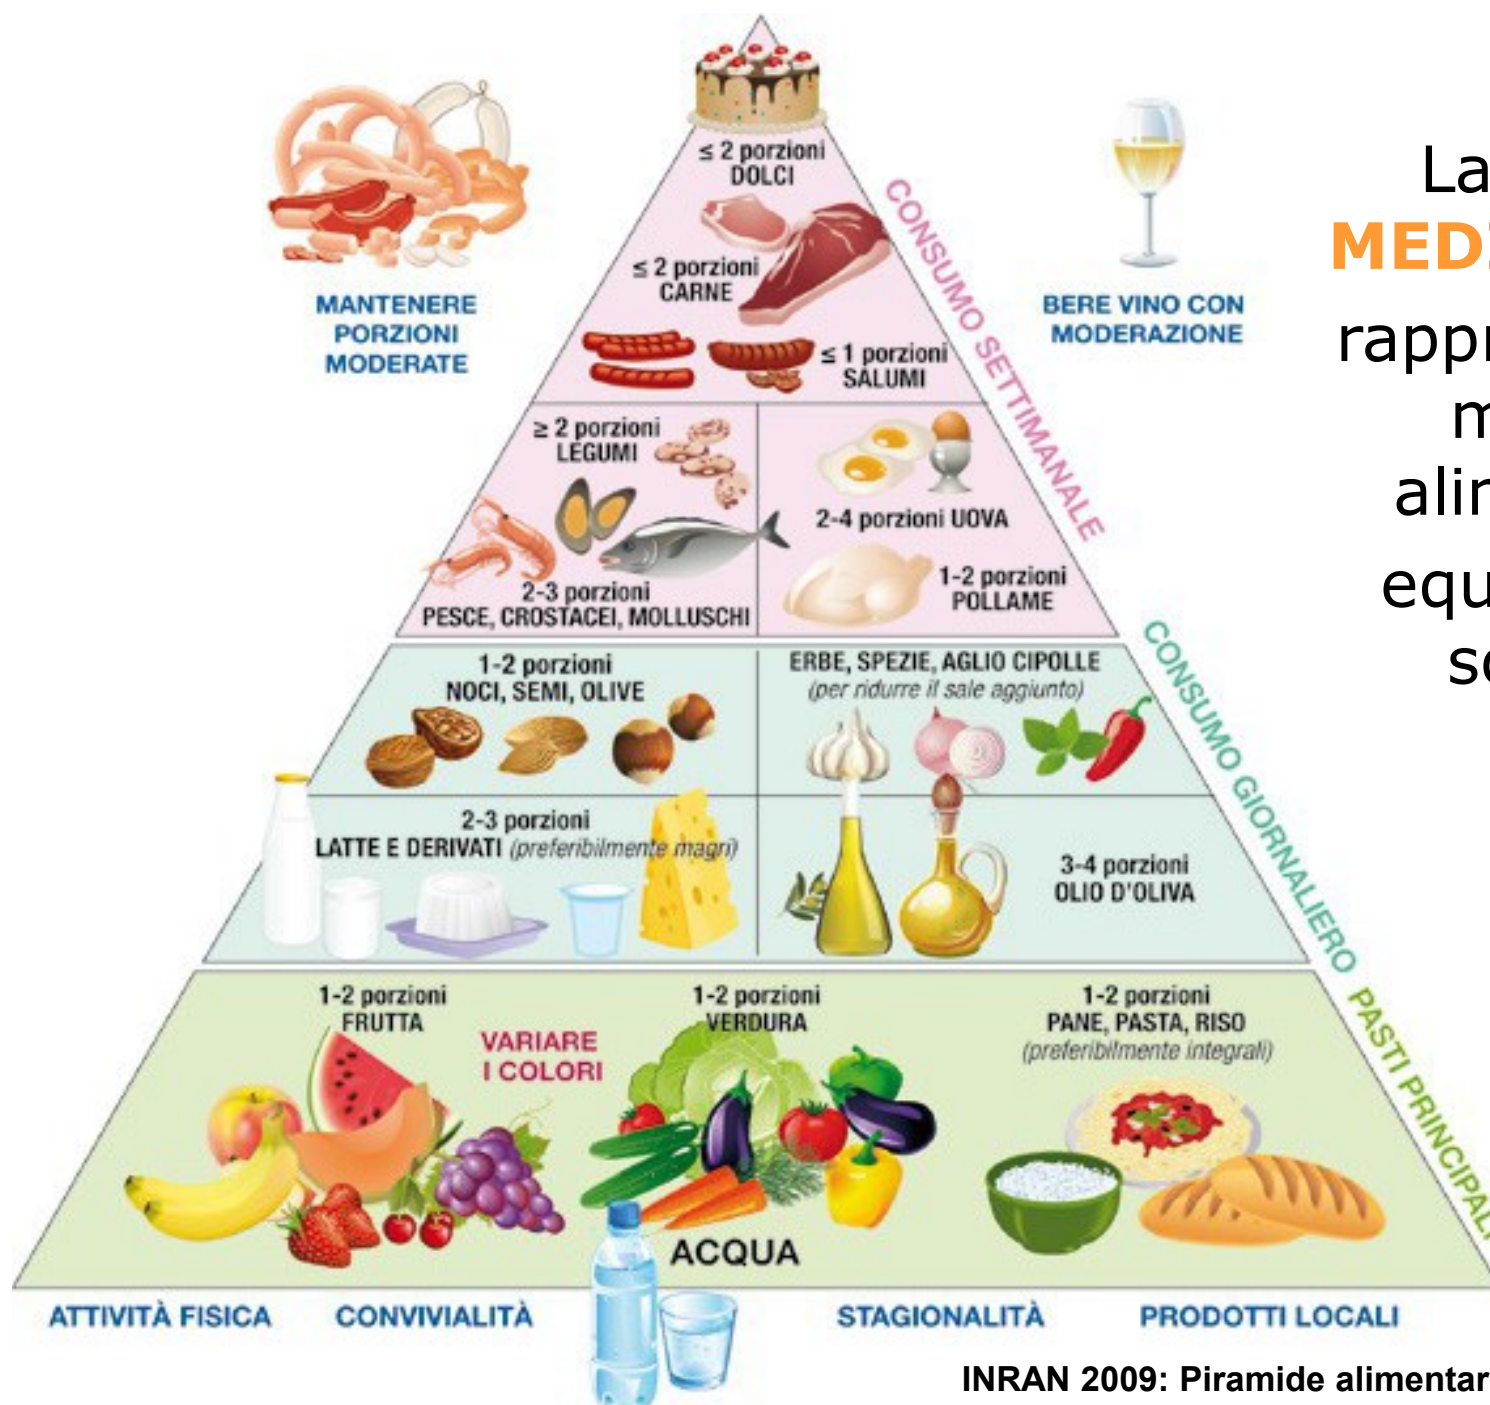 ≤ 2 porzioni
DOLCI
≤ 2 porzioni
CARNE
≤ 1 porzioni
SALUMI
CONSUMO SETTIMANALE
MANTENERE
PORZIONI
MODERATE
BERE VINO CON
MODERAZIONE
La
≥ 2 porzioni
LEGUMI
2-3 porzioni
PESCE, CROSTACEI, MOLLUSCHI
2-4 porzioni UOVA
1-2 porzioni
POLLAME
1-2 porzioni
NOCI, SEMI, OLIVE
ERBE, SPEZIE, AGLIO CIPOLLE
(per ridurre il sale aggiunto)
CONSUMO GIORNALIERO
2-3 porzioni
LATTE E DERIVATI (preferibilmente magri)
3-4 porzioni
OLIO D'OLIVA
1-2 porzioni
FRUTTA
VARIARE
I COLORI
1-2 porzioni
VERDURA
1-2 porzioni
PANE, PASTA, RISO
(preferibilmente integrali)
PASTI PRINCIPALI
ACQUA
ATTIVITÀ FISICA
CONVIVIALITÀ
STAGIONALITÀ
PRODOTTI LOCALI
INRAN 2009: Piramide alimentar